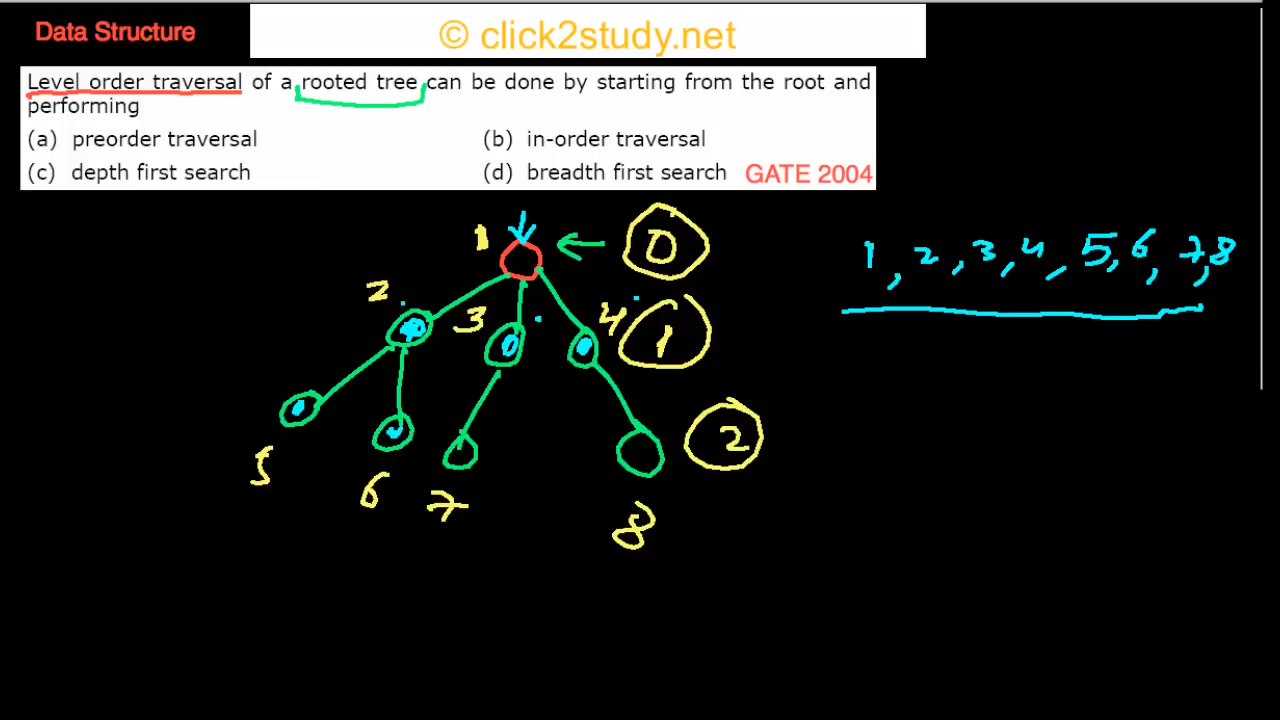 Data Structure
© click2study.net
Level order traversal of a rooted tree can be done by starting from the root and
performing
(a) preorder traversal
(b) in-order traversal
(c) depth first search
(d) breadth first search
GATE 2004
1
0
1, 2, 3, 4, 5, 6, 7, 8
2
3
4
1
2
5
6
7
8